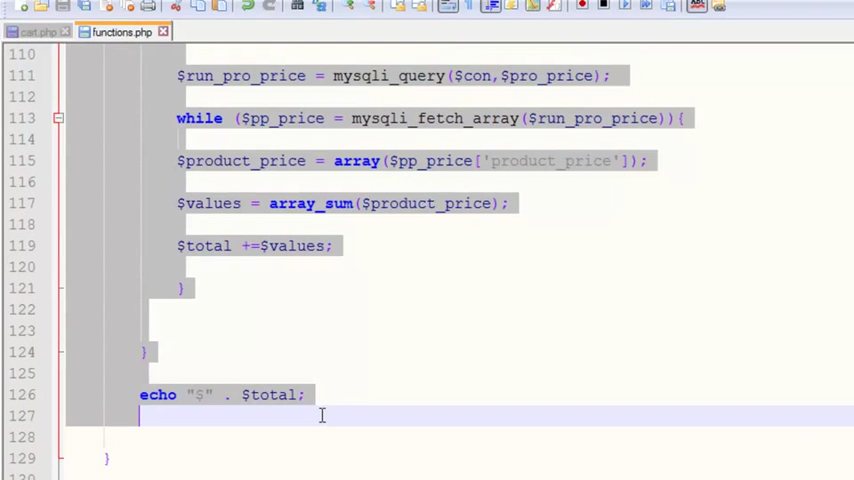 cart.php functions.php
110
111 $run_pro_price = mysqli_query($con,$pro_price);
112
113 while ($pp_price = mysqli_fetch_array($run_pro_price)){
114
115 $product_price = array($pp_price['product_price']);
116
117 $values = array_sum($product_price);
118
119 $total +=$values;
120
121 }
122
123
124 }
125
126 echo "$" . $total;
127
128
129 }
130